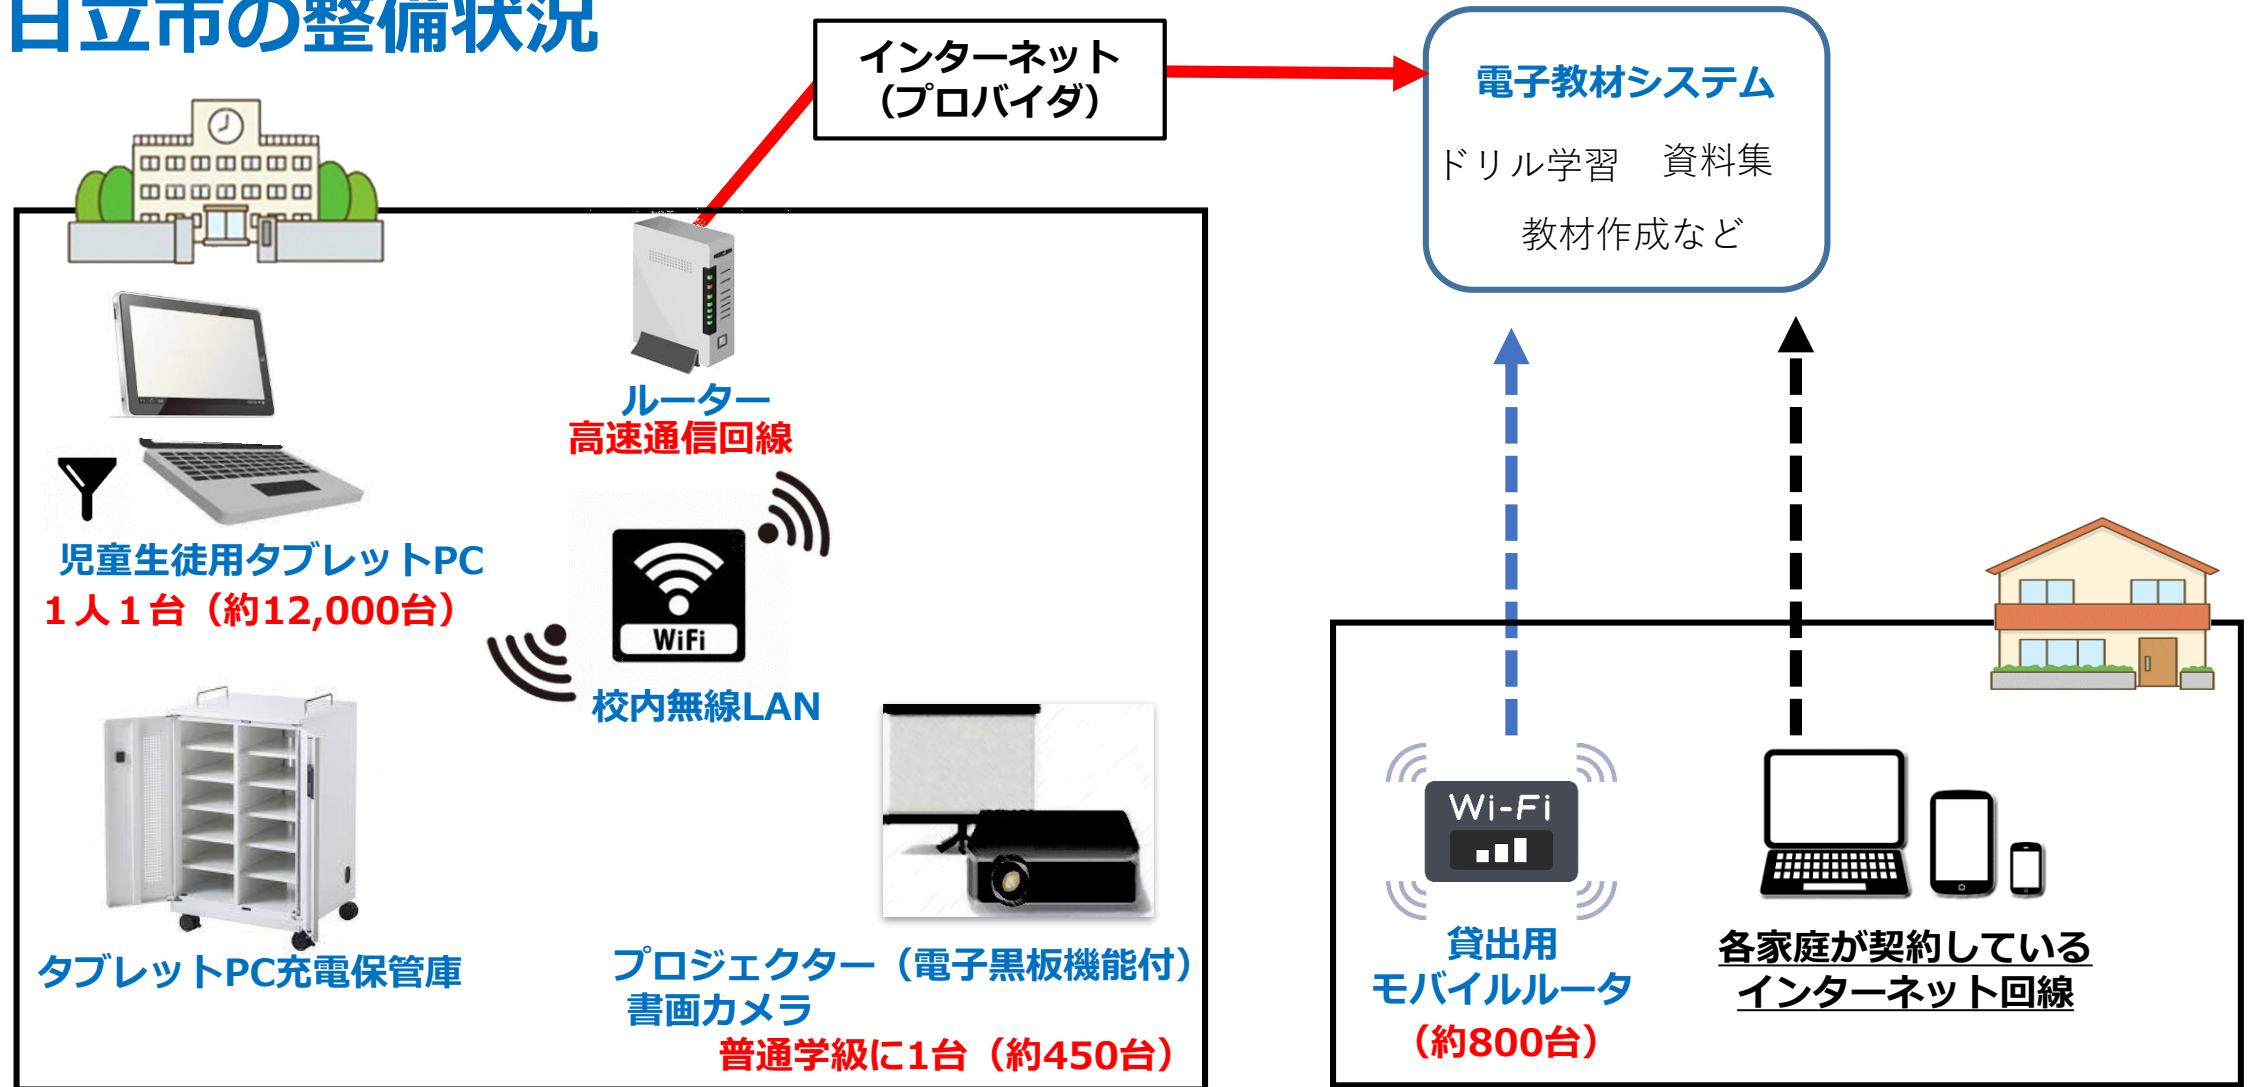 日立市の整備状況
インターネット
（プロバイダ）
電子教材システム
ドリル学習　資料集
教材作成など
ルーター
高速通信回線
児童生徒用タブレットPC
１人１台（約12,000台）
WiFi
校内無線LAN
タブレットPC充電保管庫
プロジェクター（電子黒板機能付）
書画カメラ
普通学級に1台（約450台）
Wi-Fi
貸出用
モバイルルータ
（約800台）
各家庭が契約している
インターネット回線